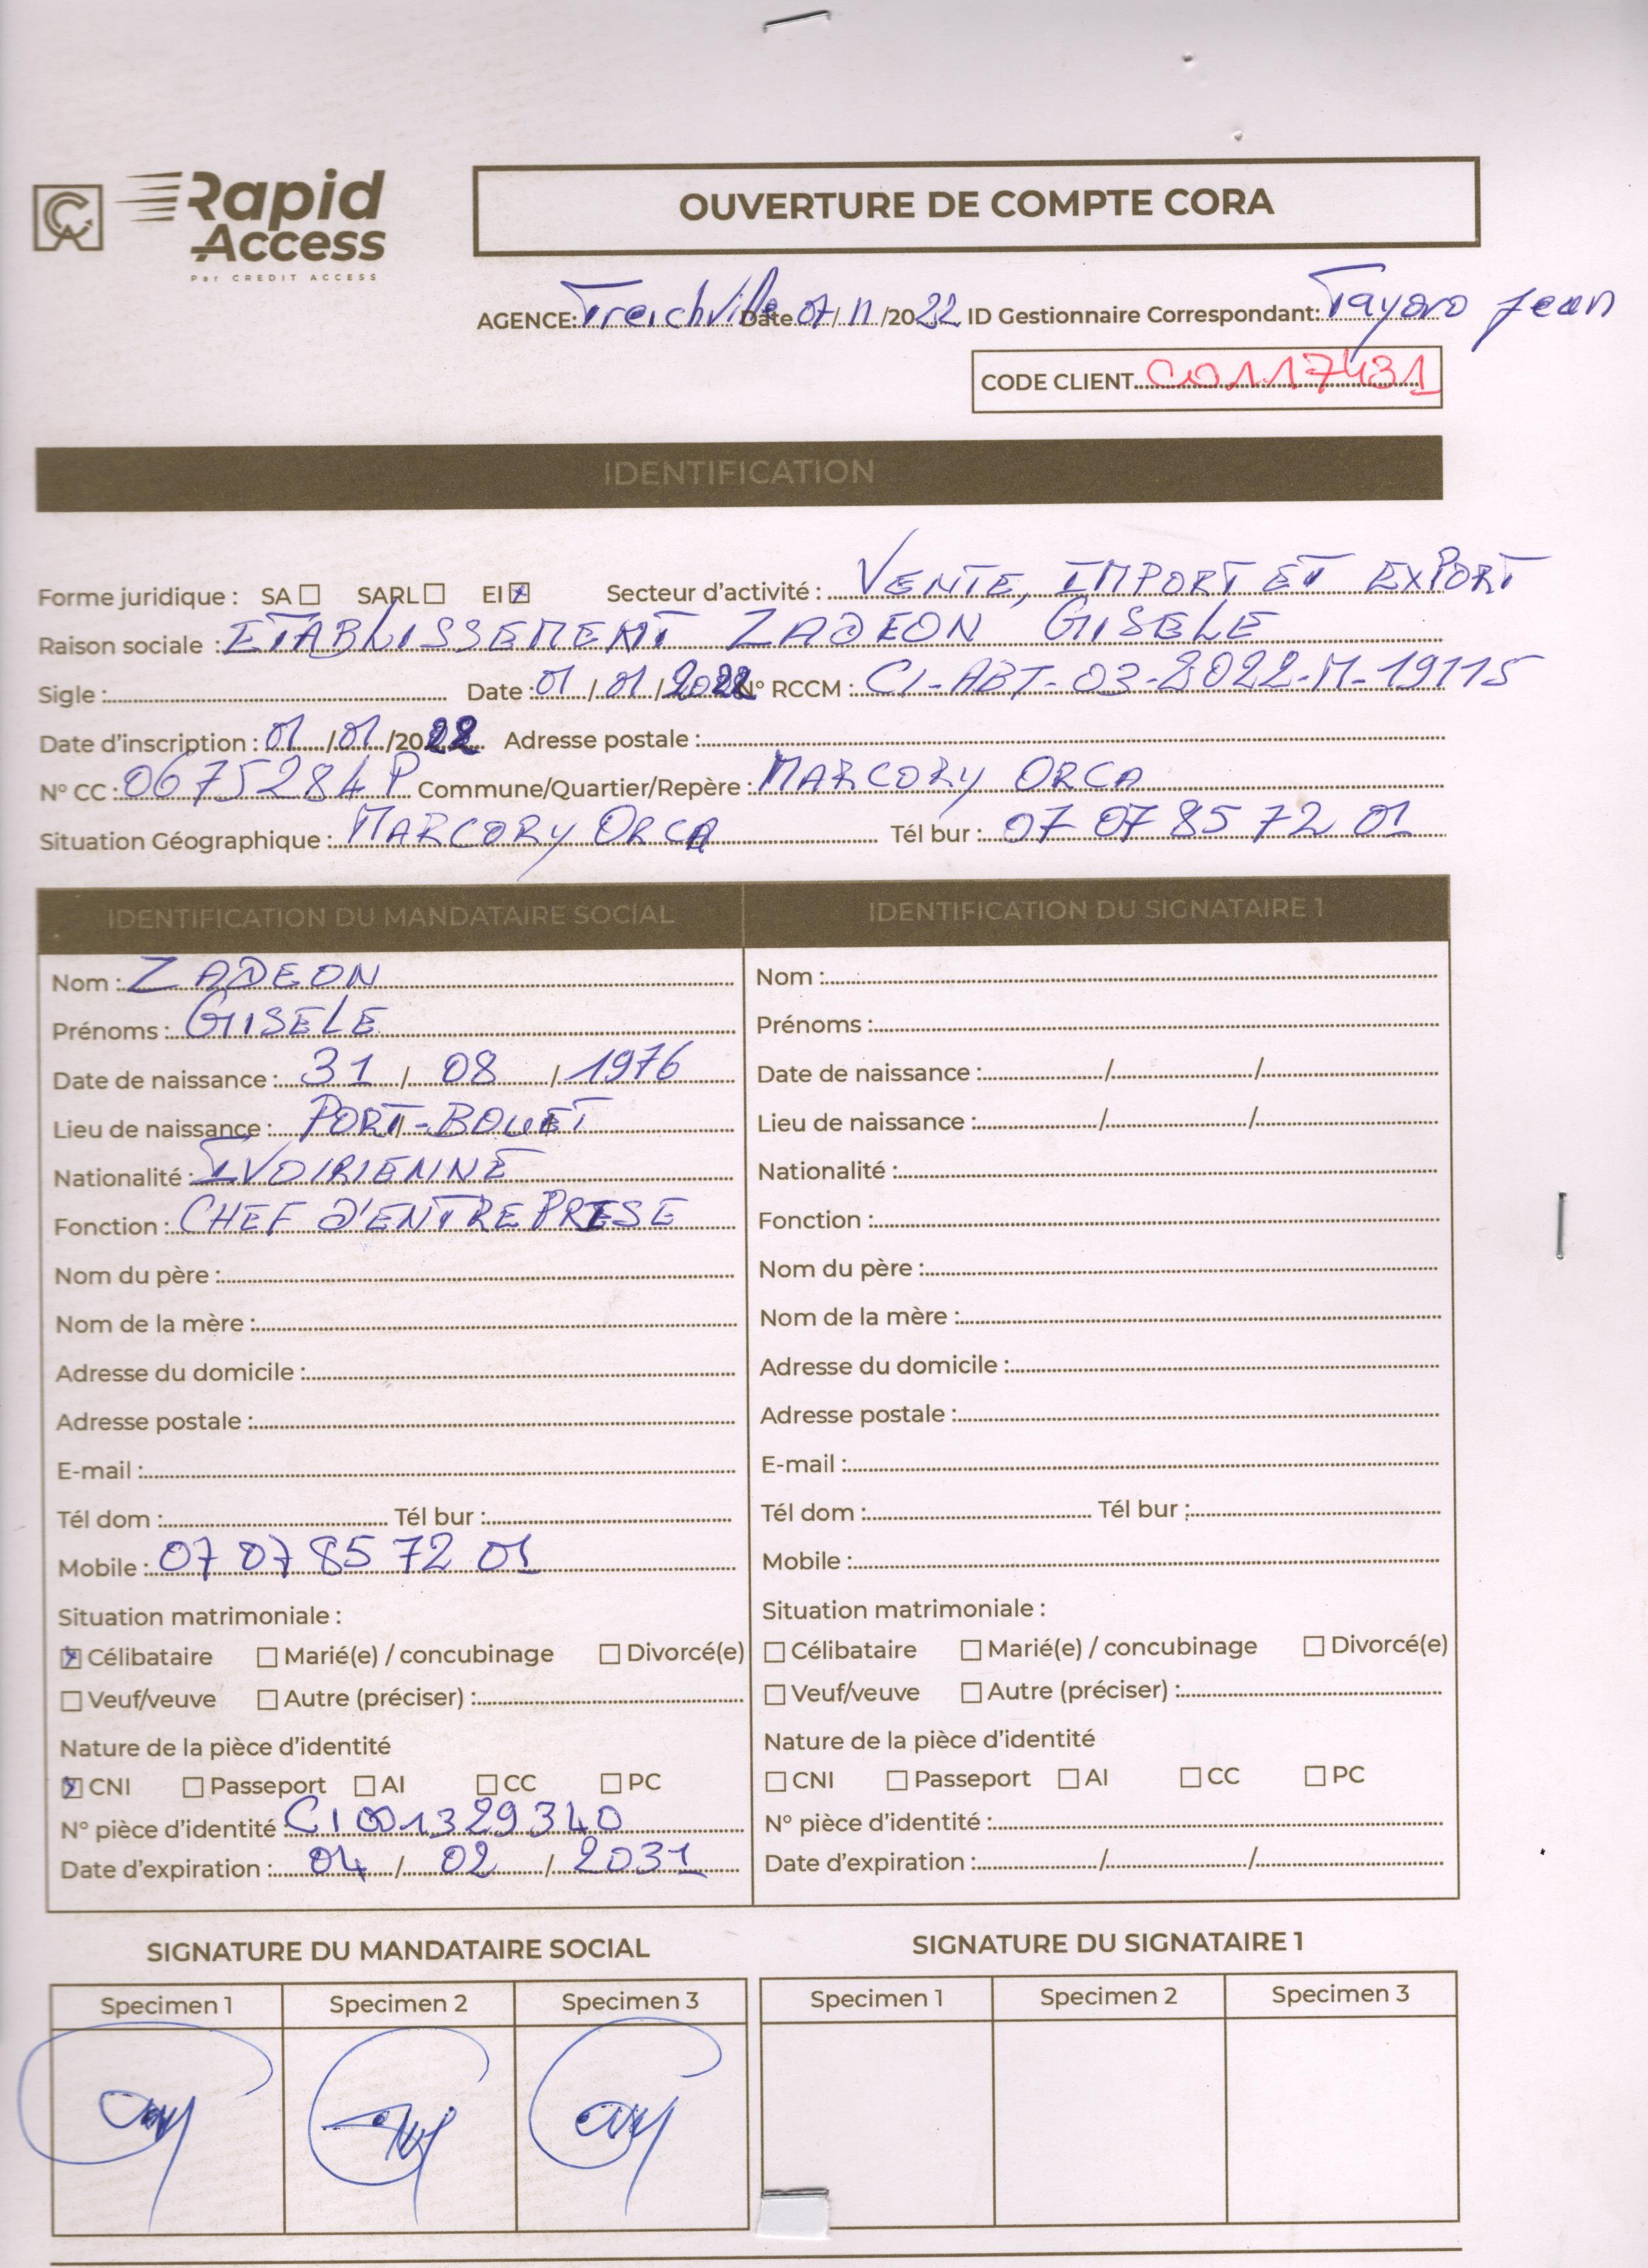 Rapid
Access
Par CREDIT ACCESS
OUVERTURE DE COMPTE CORA
AGENCE: Treichville Date 07/11/2022 ID Gestionnaire Correspondant: Tayoro Jean
CODE CLIENT C0117431
IDENTIFICATION
Forme juridique : SA ☐ SARL ☐ EI ☒ Secteur d'activité : VENTE, IMPORT ET EXPORT
Raison sociale : ETABLISSEMENT ZADEON GISELE
Sigle : Date : 01/01/2022 N° RCCM : CI-ABT-03-2022-M-19115
Date d'inscription : 01/01/2022 Adresse postale :
N° CC : 0675284 P Commune/Quartier/Repère : MARCORY ORCA
Situation Géographique : MARCORY ORCA Tél bur : 07 07 85 72 01
IDENTIFICATION DU MANDATAIRE SOCIAL
Nom : ZADEON
Prénoms : GISELE
Date de naissance : 31 / 08 / 1976
Lieu de naissance : PORT-BOUET
Nationalité : IVOIRIENNE
Fonction : CHEF D'ENTREPRISE
Nom du père :
Nom de la mère :
Adresse du domicile :
Adresse postale :
E-mail :
Tél dom : Tél bur :
Mobile : 07 07 85 72 01
Situation matrimoniale :
☒ Célibataire ☐ Marié(e) / concubinage ☐ Divorcé(e)
☐ Veuf/veuve ☐ Autre (préciser) :
Nature de la pièce d'identité
☒ CNI ☐ Passeport ☐ AI ☐ CC ☐ PC
N° pièce d'identité CI001329340
Date d'expiration : 04 / 02 / 2031
IDENTIFICATION DU SIGNATAIRE 1
Nom :
Prénoms :
Date de naissance : / /
Lieu de naissance : / /
Nationalité :
Fonction :
Nom du père :
Nom de la mère :
Adresse du domicile :
Adresse postale :
E-mail :
Tél dom : Tél bur :
Mobile :
Situation matrimoniale :
☐ Célibataire ☐ Marié(e) / concubinage ☐ Divorcé(e)
☐ Veuf/veuve ☐ Autre (préciser) :
Nature de la pièce d'identité
☐ CNI ☐ Passeport ☐ AI ☐ CC ☐ PC
N° pièce d'identité :
Date d'expiration : / /
SIGNATURE DU MANDATAIRE SOCIAL
Specimen 1 Specimen 2 Specimen 3
SIGNATURE DU SIGNATAIRE 1
Specimen 1 Specimen 2 Specimen 3